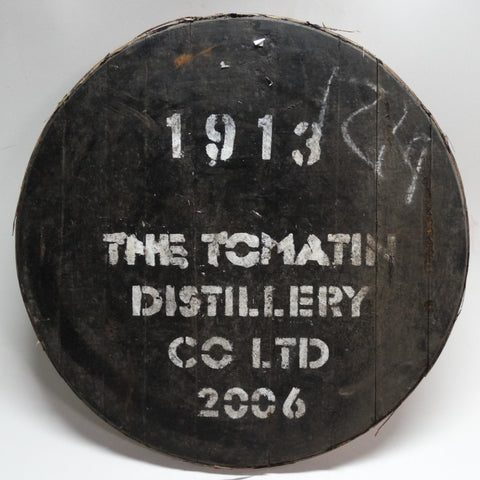 1913
THE TOMATIN
DISTILLERY
CO LTD
2006